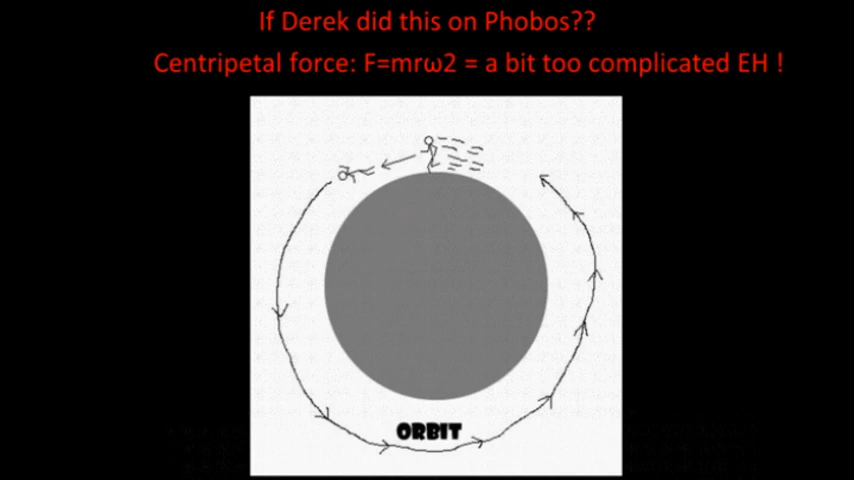 If Derek did this on Phobos??
Centripetal force: F=mrω2 = a bit too complicated EH !
ORBIT